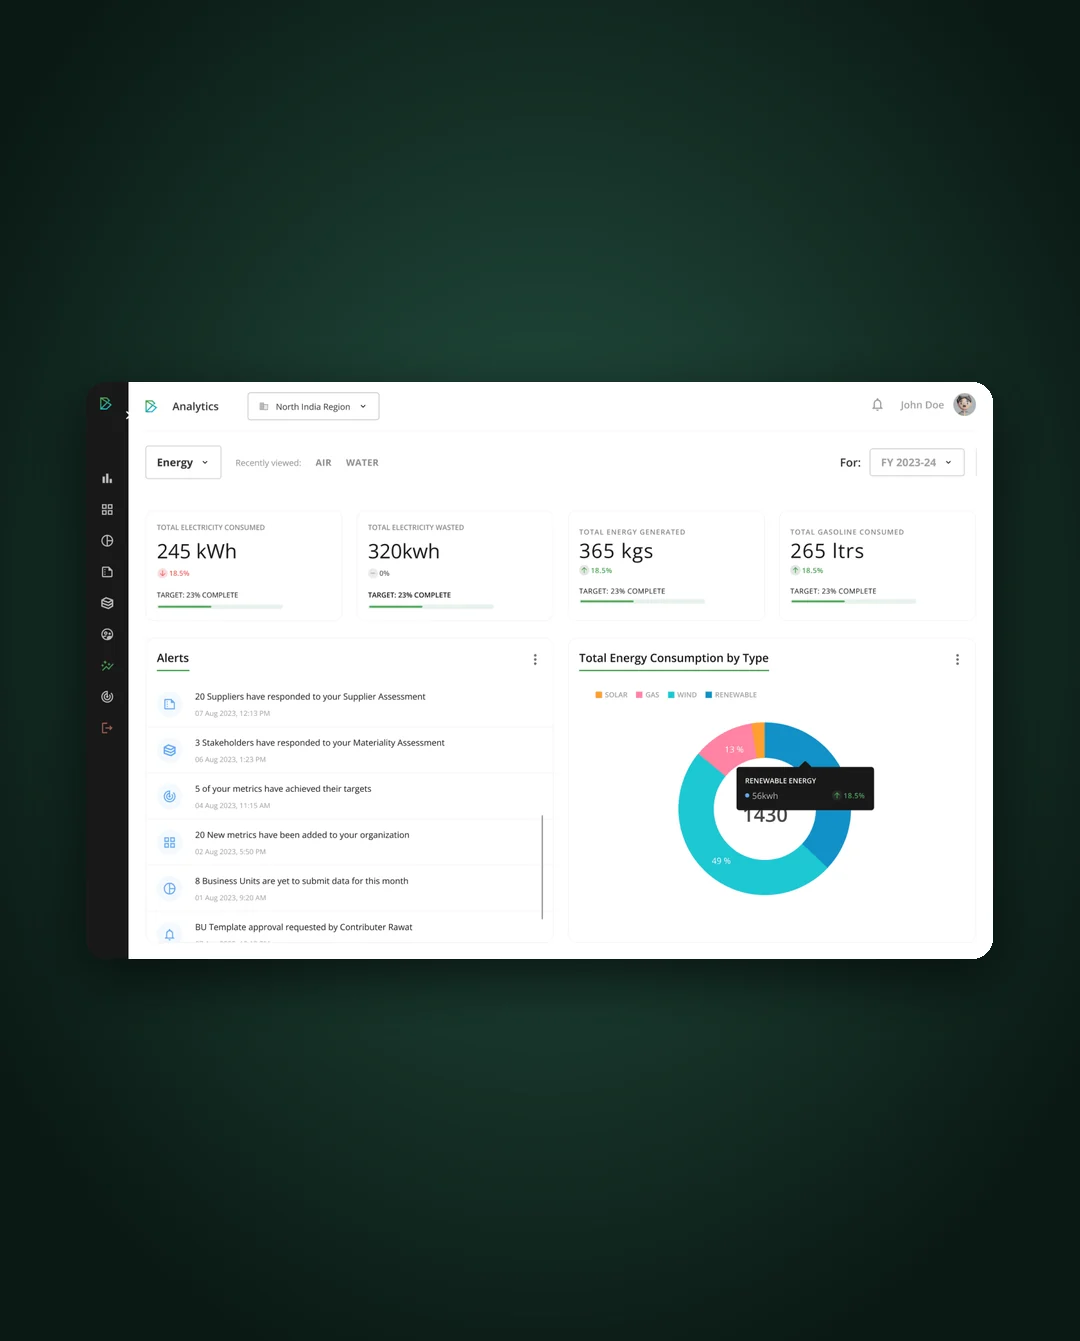 Analytics
North India Region
John Doe
Energy
Recently viewed: AIR WATER
For: FY 2023-24
TOTAL ELECTRICITY CONSUMED
245 kWh
18.5%
TARGET: 23% COMPLETE
TOTAL ELECTRICITY WASTED
320kwh
0%
TARGET: 23% COMPLETE
TOTAL ENERGY GENERATED
365 kgs
18.5%
TARGET: 23% COMPLETE
TOTAL GASOLINE CONSUMED
265 ltrs
18.5%
TARGET: 23% COMPLETE
Alerts
20 Suppliers have responded to your Supplier Assessment
07 Aug 2023, 12:13 PM
3 Stakeholders have responded to your Materiality Assessment
06 Aug 2023, 1:23 PM
5 of your metrics have achieved their targets
04 Aug 2023, 11:15 AM
20 New metrics have been added to your organization
02 Aug 2023, 5:50 PM
8 Business Units are yet to submit data for this month
01 Aug 2023, 9:20 AM
BU Template approval requested by Contributer Rawat
Total Energy Consumption by Type
SOLAR GAS WIND RENEWABLE
13 %
RENEWABLE ENERGY
56kwh 18.5%
1430
49 %